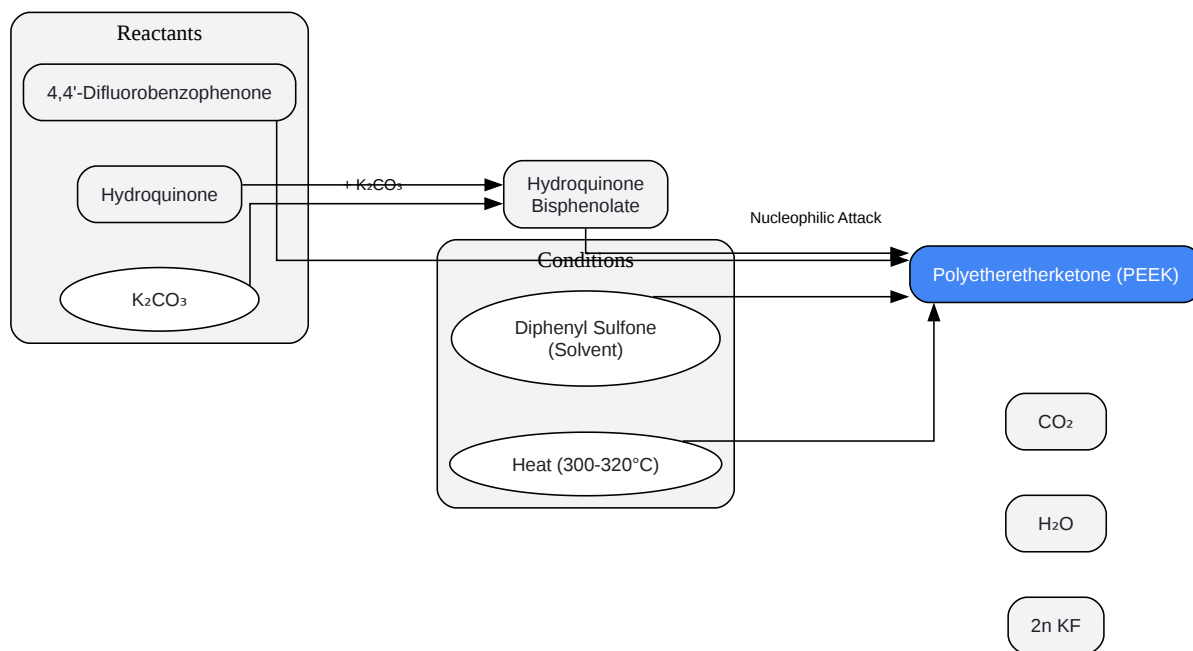 Reactants
4,4'-Difluorobenzophenone
Hydroquinone
K₂CO₃
+ K₂CO₃
Hydroquinone
Bisphenolate
Nucleophilic Attack
Conditions
Diphenyl Sulfone
(Solvent)
Heat (300-320°C)
Polyetheretherketone (PEEK)
CO₂
H₂O
2n KF